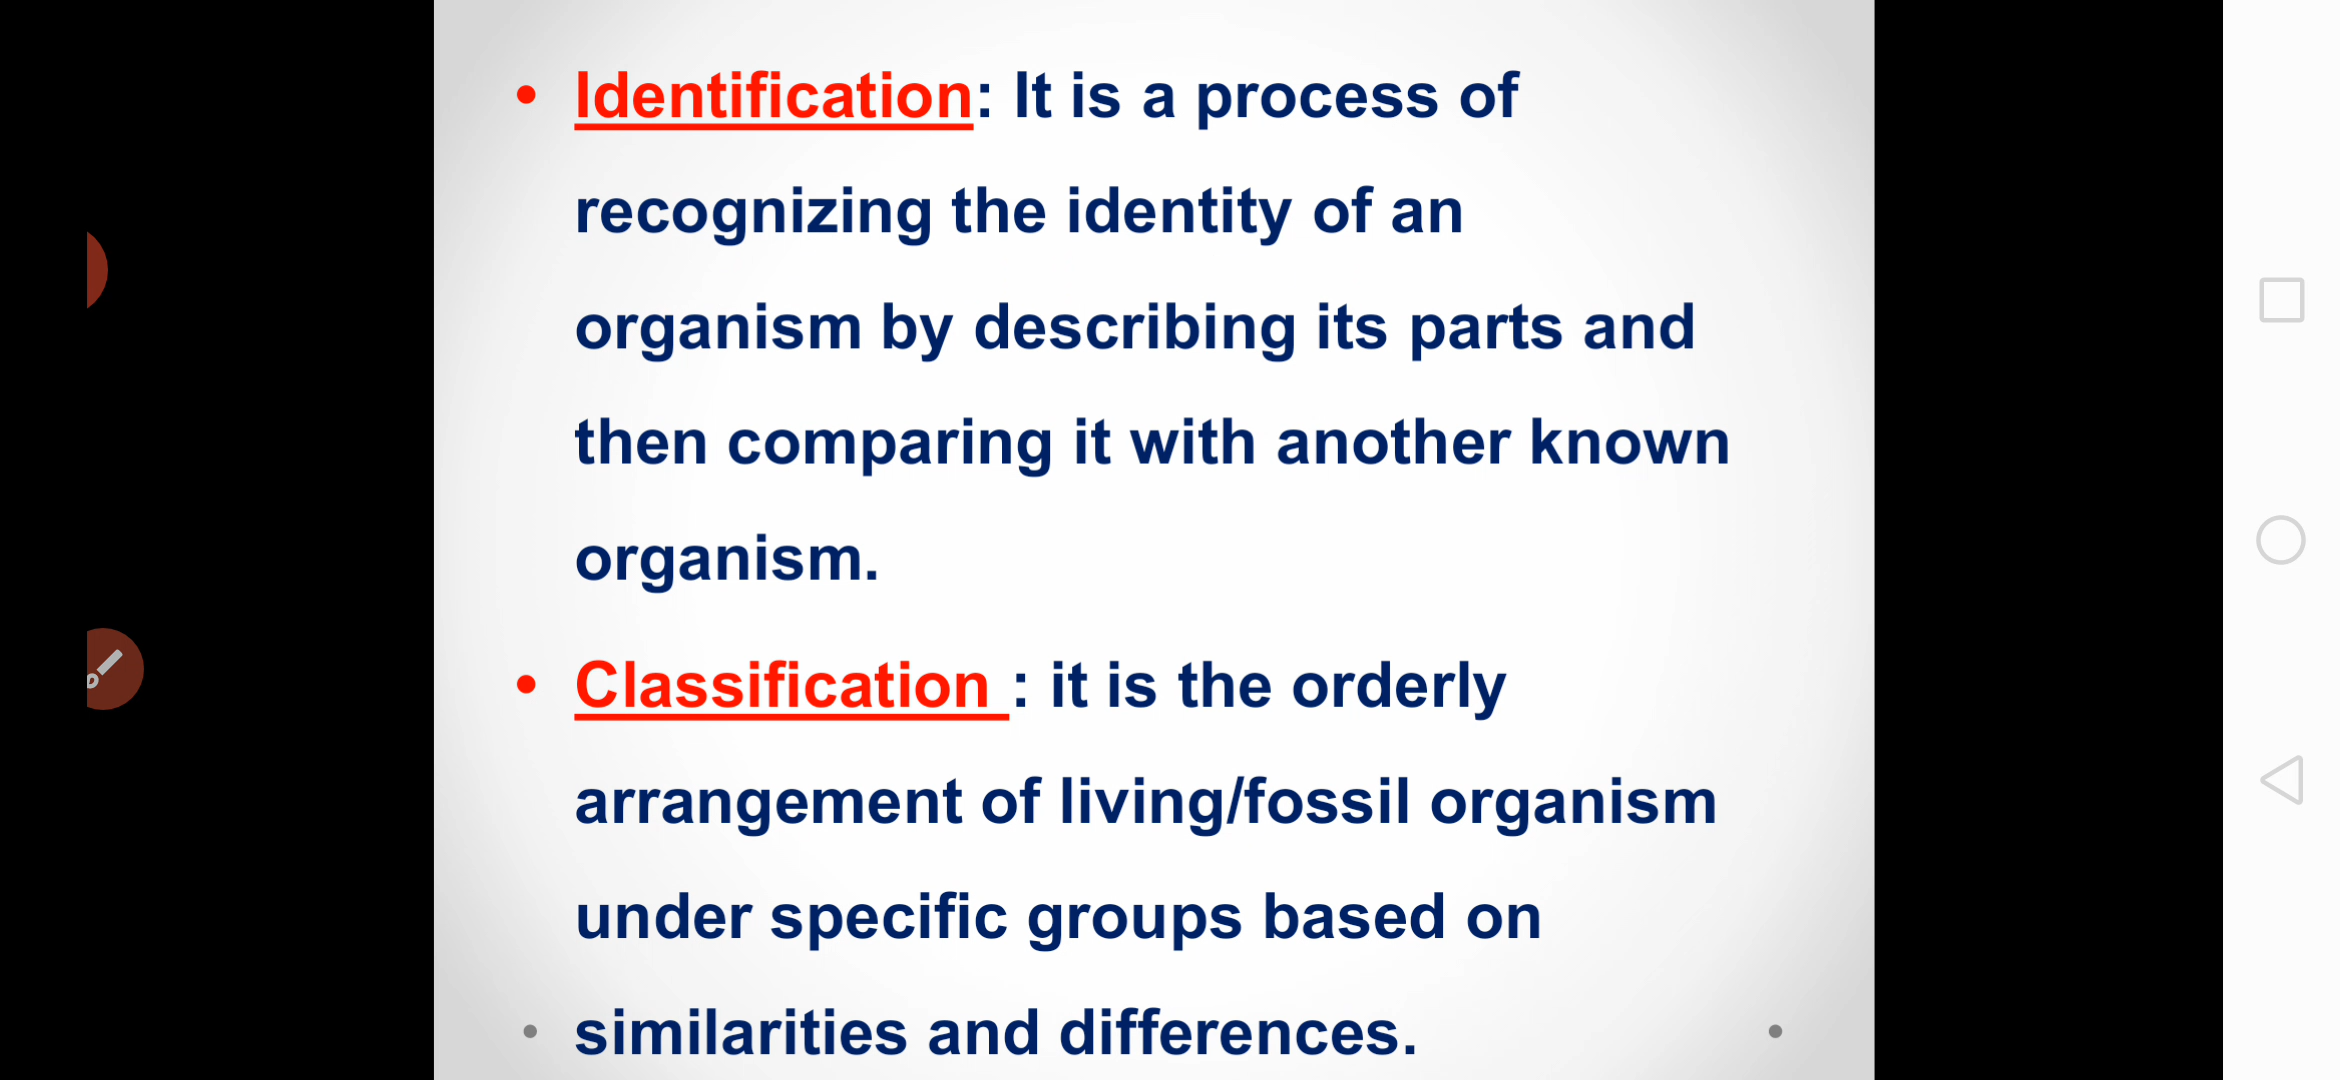 • Identification: It is a process of
recognizing the identity of an
organism by describing its parts and
then comparing it with another known
organism.
• Classification : it is the orderly
arrangement of living/fossil organism
under specific groups based on
similarities and differences.